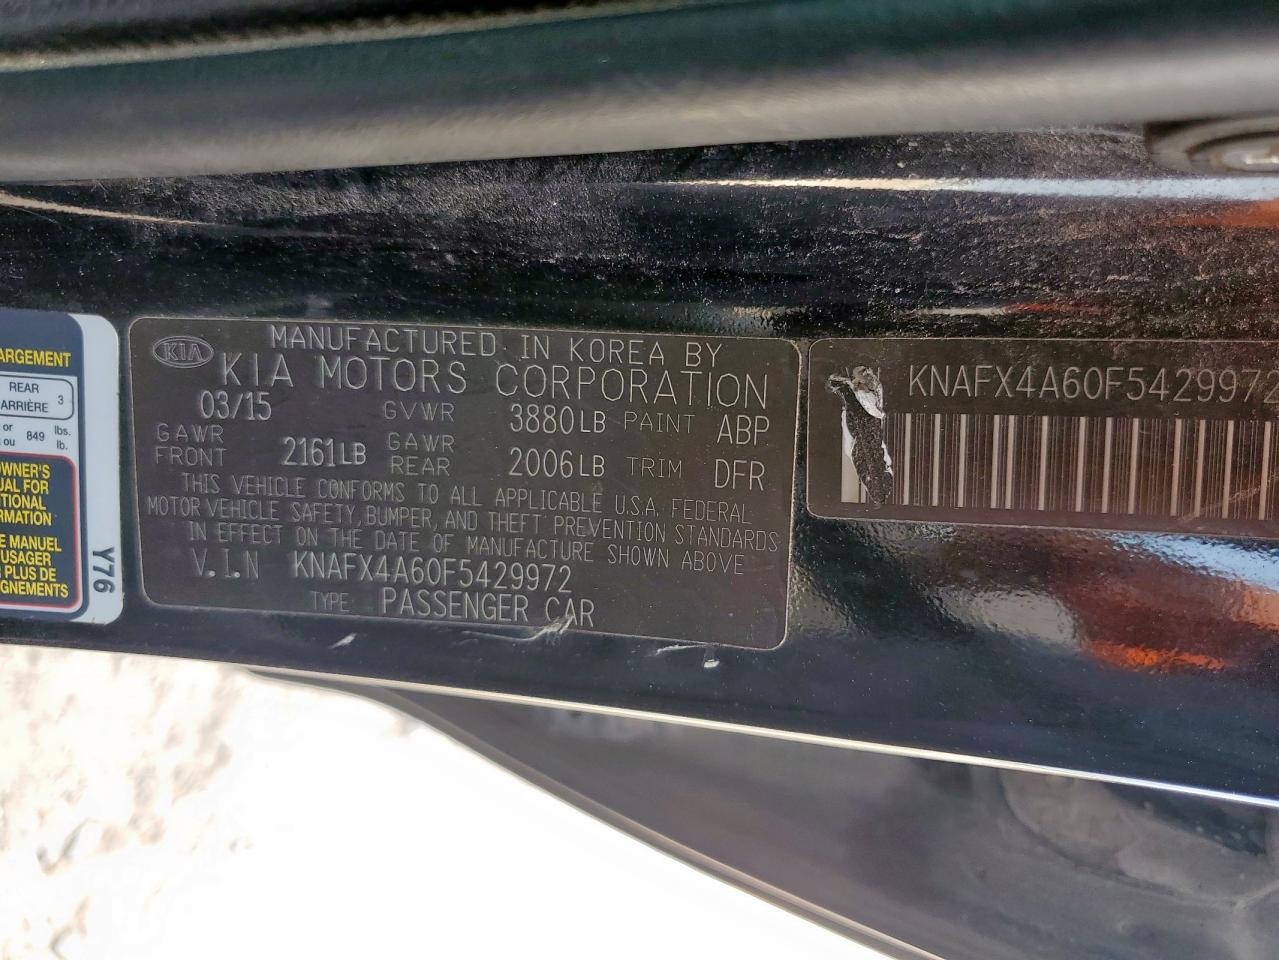 ARGEMENT
REAR
ARRIÈRE 3
or
ou 849 lbs.
lb.
OWNER'S
UAL FOR
TIONAL
RMATION
E MANUEL
USAGER
PLUS DE
GNEMENTS
Y76
KIA
MANUFACTURED IN KOREA BY
KIA MOTORS CORPORATION
03/15 GVWR 3880LB PAINT ABP
GAWR FRONT 2161LB GAWR REAR 2006LB TRIM DFR
THIS VEHICLE CONFORMS TO ALL APPLICABLE U.S.A. FEDERAL
MOTOR VEHICLE SAFETY, BUMPER, AND THEFT PREVENTION STANDARDS
IN EFFECT ON THE DATE OF MANUFACTURE SHOWN ABOVE
V.I.N KNAFX4A60F5429972
TYPE PASSENGER CAR
KNAFX4A60F5429972